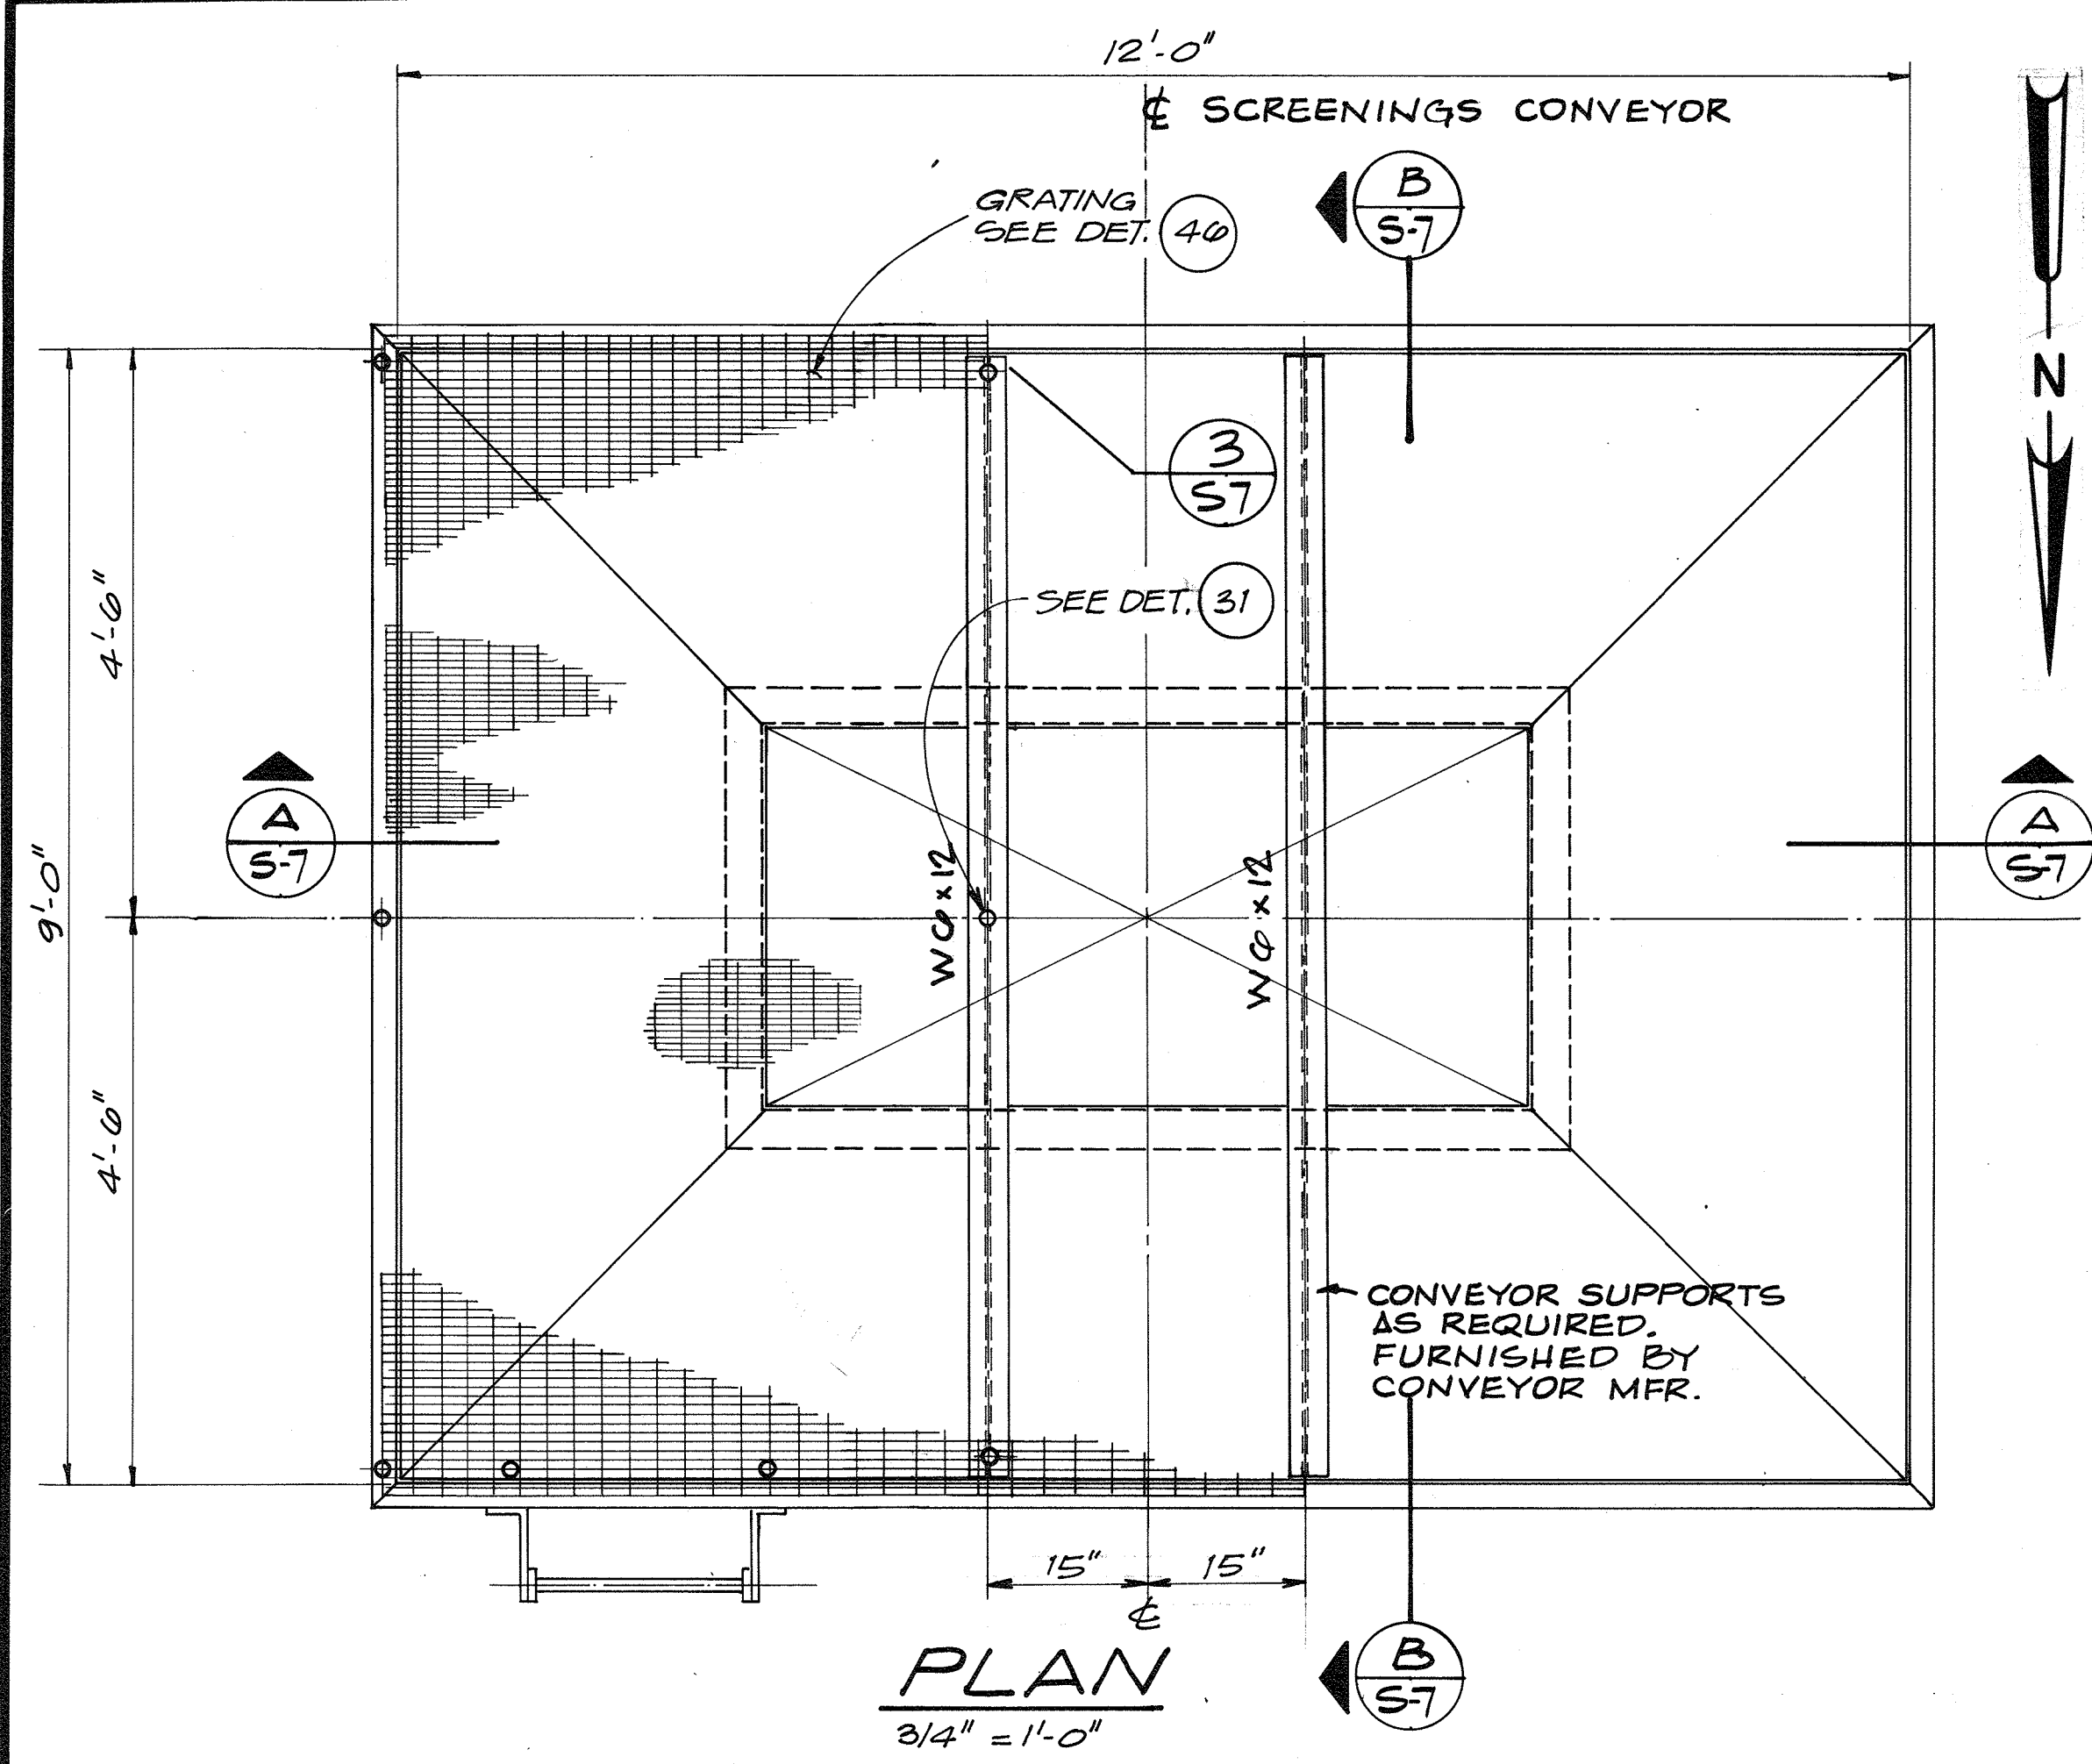 12'-0"
℄ SCREENINGS CONVEYOR
B
S-7
GRATING
SEE DET. 46
N
3
S7
4'-6"
SEE DET. 31
A
S-7
A
S-7
9'-0"
W6 x 12
W6 x 12
4'-6"
CONVEYOR SUPPORTS
AS REQUIRED.
FURNISHED BY
CONVEYOR MFR.
15"
15"
℄
PLAN
3/4" = 1'-0"
B
S-7